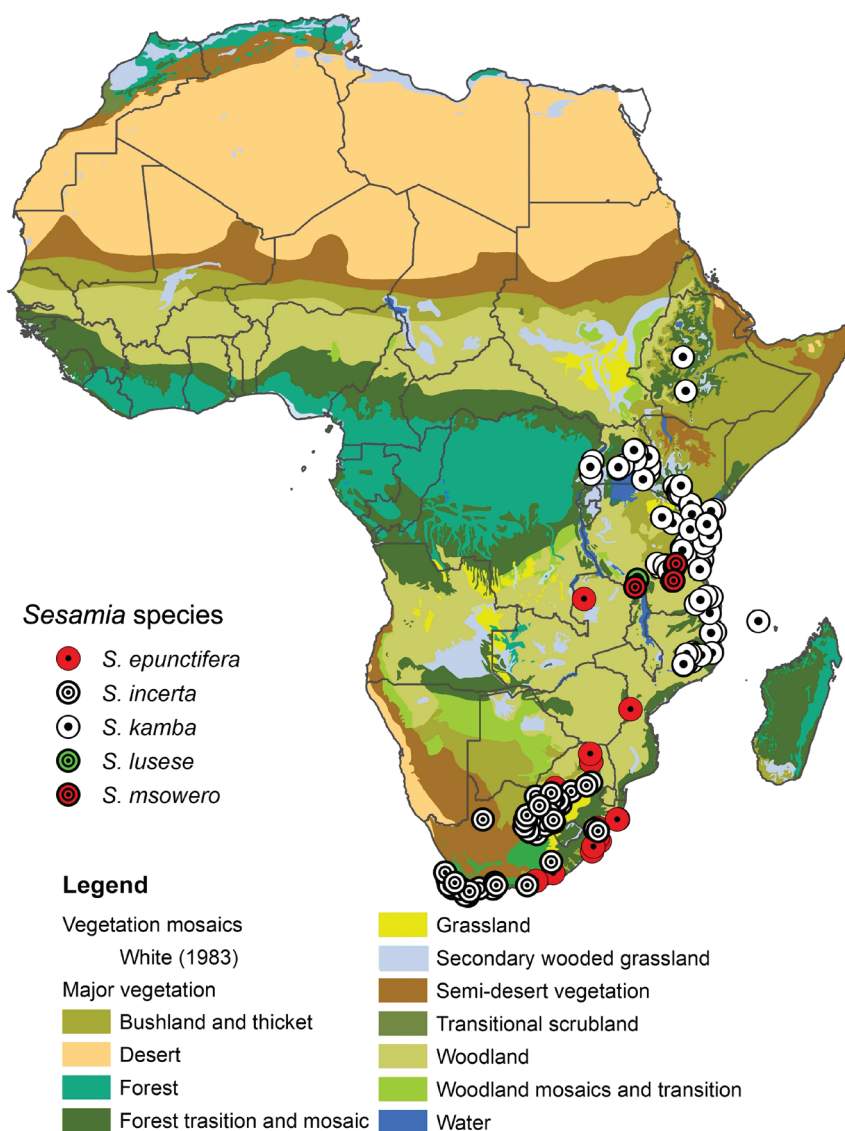 Sesamia species
S. epunctifera
S. incerta
S. kamba
S. lusese
S. msowero
Legend
Vegetation mosaics
White (1983)
Major vegetation
Bushland and thicket
Desert
Forest
Forest trasition and mosaic
Grassland
Secondary wooded grassland
Semi-desert vegetation
Transitional scrubland
Woodland
Woodland mosaics and transition
Water